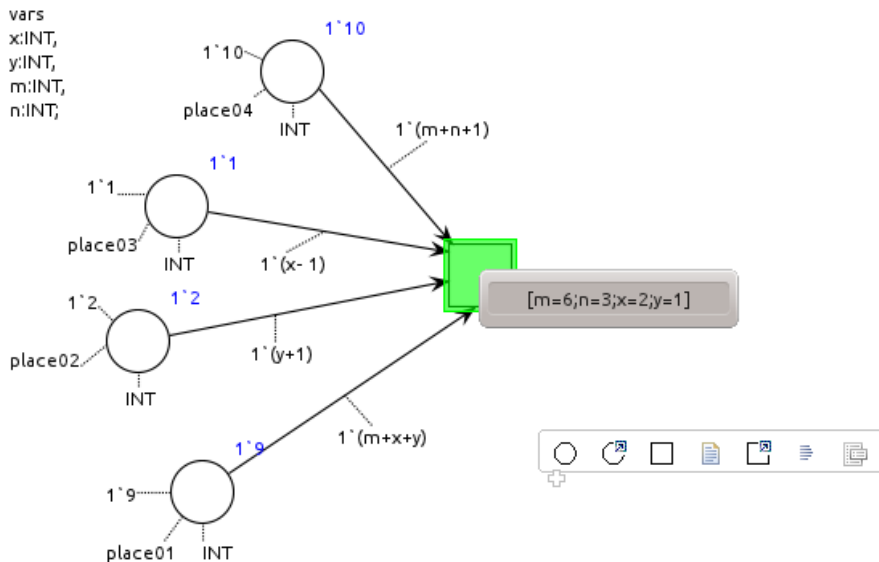 vars
x:INT,
y:INT,
m:INT,
n:INT;
1`10
1`10
place04
INT
1`(m+n+1)
1`1
1`1
place03
INT
1`(x- 1)
1`2
1`2
place02
INT
1`(y+1)
[m=6;n=3;x=2;y=1]
1`9
1`(m+x+y)
1`9
place01
INT